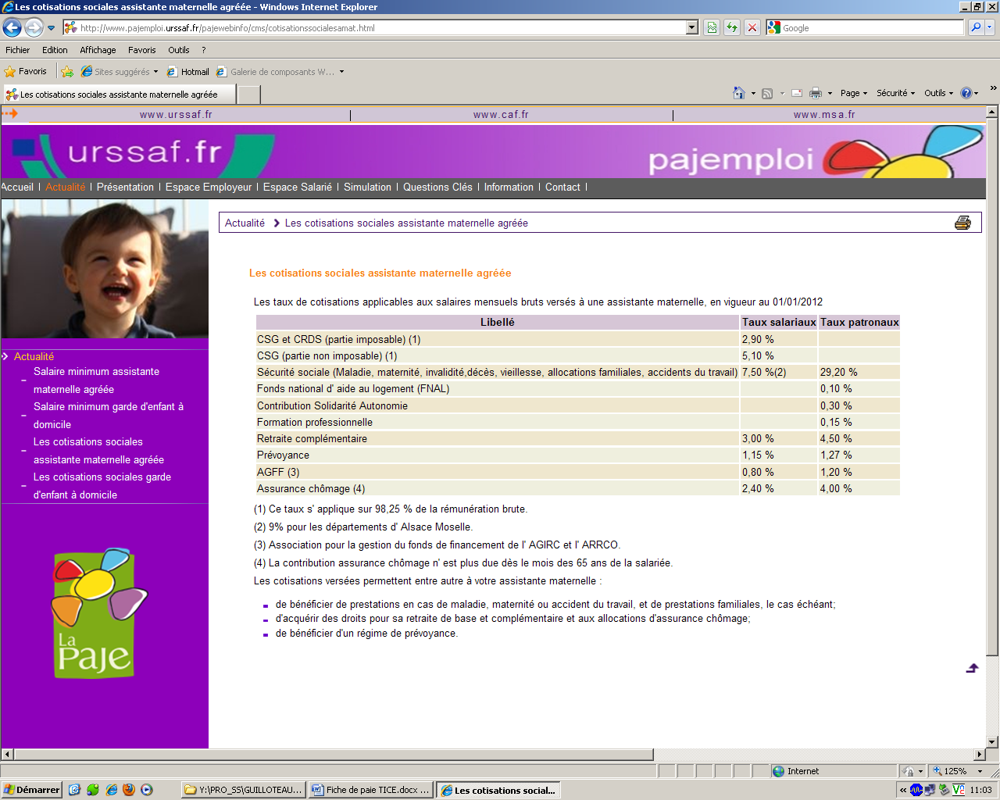 Les cotisations sociales assistante maternelle agréée - Windows Internet Explorer
http://www.pajemploi.urssaf.fr/pajewebinfo/cms/cotisationssocialesamat.html
Google
Fichier Edition Affichage Favoris Outils ?
Favoris Sites suggérés Hotmail Galerie de composants W...
Les cotisations sociales assistante maternelle agréée
Page Sécurité Outils
www.urssaf.fr | www.caf.fr | www.msa.fr
urssaf.fr pajemploi
Accueil | Actualité | Présentation | Espace Employeur | Espace Salarié | Simulation | Questions Clés | Information | Contact |
Actualité > Les cotisations sociales assistante maternelle agréée
Actualité
- Salaire minimum assistante
maternelle agréée
- Salaire minimum garde d'enfant à
domicile
- Les cotisations sociales
assistante maternelle agréée
- Les cotisations sociales garde
d'enfant à domicile
La
Paje
Les cotisations sociales assistante maternelle agréée
Les taux de cotisations applicables aux salaires mensuels bruts versés à une assistante maternelle, en vigueur au 01/01/2012
Libellé Taux salariaux Taux patronaux
CSG et CRDS (partie imposable) (1) 2,90 %
CSG (partie non imposable) (1) 5,10 %
Sécurité sociale (Maladie, maternité, invalidité,décès, vieillesse, allocations familiales, accidents du travail) 7,50 %(2) 29,20 %
Fonds national d' aide au logement (FNAL) 0,10 %
Contribution Solidarité Autonomie 0,30 %
Formation professionnelle 0,15 %
Retraite complémentaire 3,00 % 4,50 %
Prévoyance 1,15 % 1,27 %
AGFF (3) 0,80 % 1,20 %
Assurance chômage (4) 2,40 % 4,00 %
(1) Ce taux s' applique sur 98,25 % de la rémunération brute.
(2) 9% pour les départements d' Alsace Moselle.
(3) Association pour la gestion du fonds de financement de l' AGIRC et l' ARRCO.
(4) La contribution assurance chômage n' est plus due dès le mois des 65 ans de la salariée.
Les cotisations versées permettent entre autre à votre assistante maternelle :
de bénéficier de prestations en cas de maladie, maternité ou accident du travail, et de prestations familiales, le cas échéant;
d'acquérir des droits pour sa retraite de base et complémentaire et aux allocations d'assurance chômage;
de bénéficier d'un régime de prévoyance.
Internet 125%
Démarrer Y:\PRO_SS\GUILLOTEAU... Fiche de paie TICE.docx ... Les cotisations social... 11:03